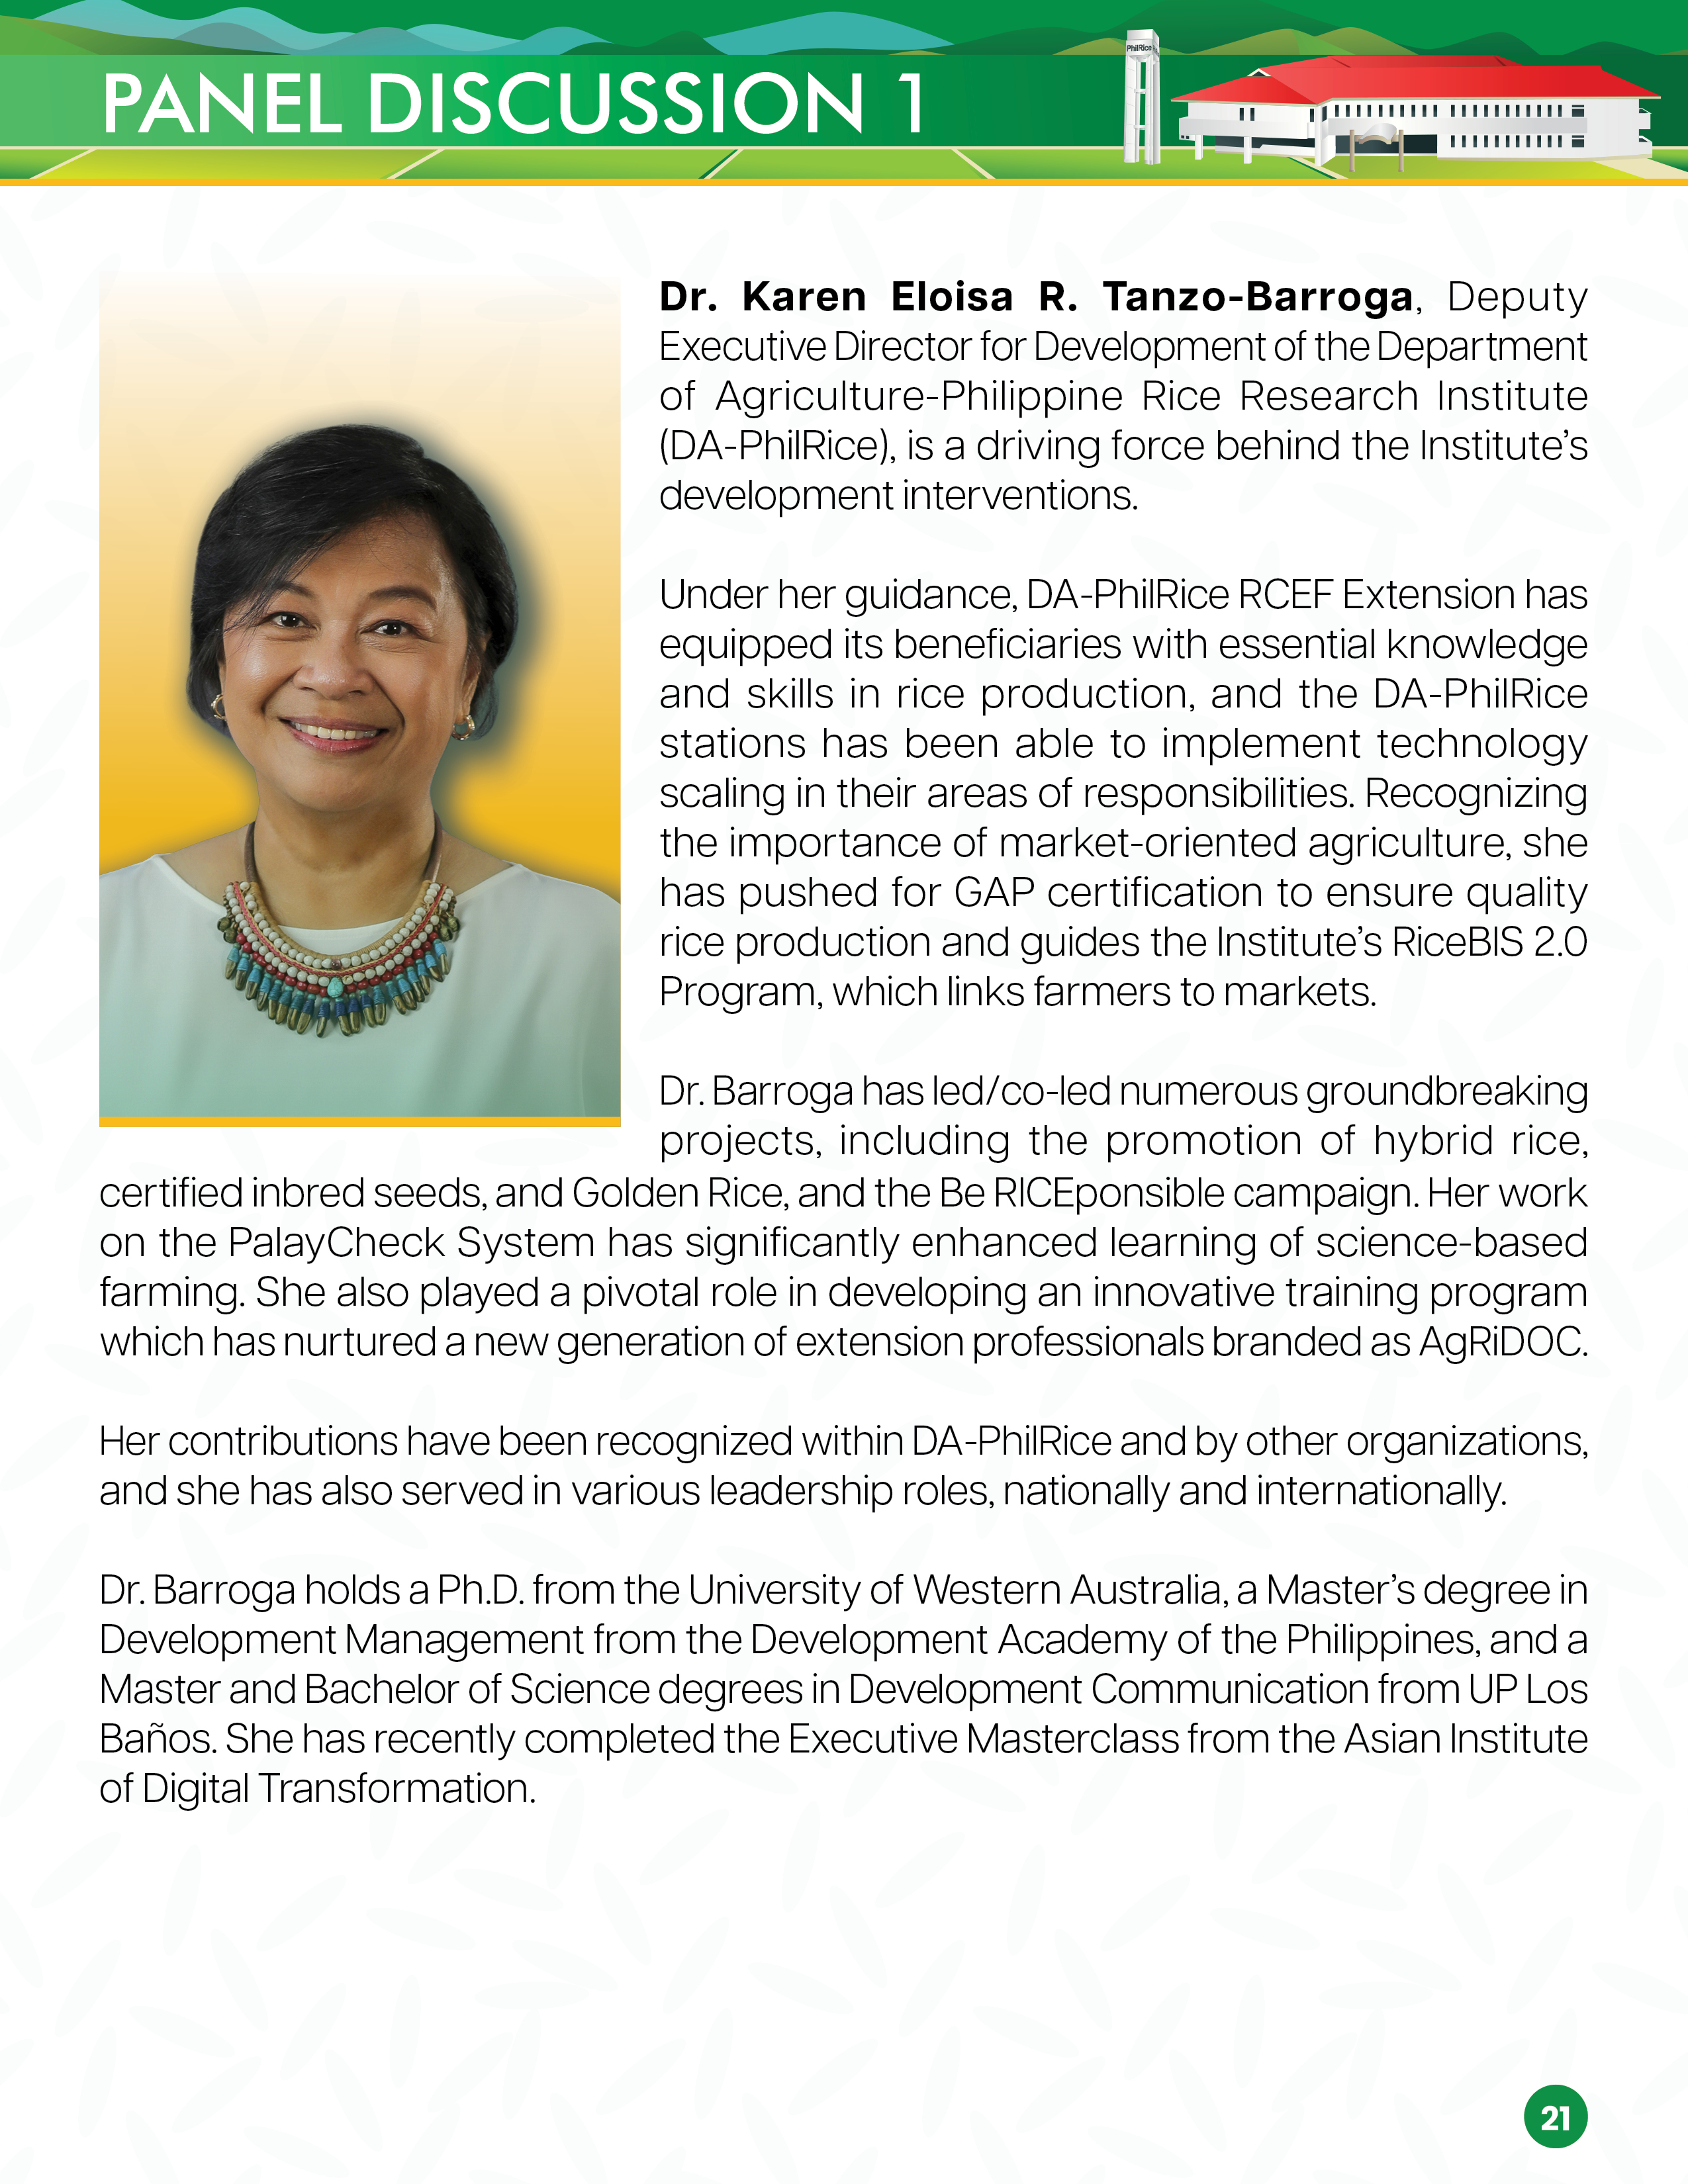 PhilRice
PANEL DISCUSSION 1
Dr. Karen Eloisa R. Tanzo-Barroga, Deputy
Executive Director for Development of the Department
of Agriculture-Philippine Rice Research Institute
(DA-PhilRice), is a driving force behind the Institute’s
development interventions.
Under her guidance, DA-PhilRice RCEF Extension has
equipped its beneficiaries with essential knowledge
and skills in rice production, and the DA-PhilRice
stations has been able to implement technology
scaling in their areas of responsibilities. Recognizing
the importance of market-oriented agriculture, she
has pushed for GAP certification to ensure quality
rice production and guides the Institute’s RiceBIS 2.0
Program, which links farmers to markets.
Dr. Barroga has led/co-led numerous groundbreaking
projects, including the promotion of hybrid rice,
certified inbred seeds, and Golden Rice, and the Be RICEponsible campaign. Her work
on the PalayCheck System has significantly enhanced learning of science-based
farming. She also played a pivotal role in developing an innovative training program
which has nurtured a new generation of extension professionals branded as AgRiDOC.
Her contributions have been recognized within DA-PhilRice and by other organizations,
and she has also served in various leadership roles, nationally and internationally.
Dr. Barroga holds a Ph.D. from the University of Western Australia, a Master’s degree in
Development Management from the Development Academy of the Philippines, and a
Master and Bachelor of Science degrees in Development Communication from UP Los
Baños. She has recently completed the Executive Masterclass from the Asian Institute
of Digital Transformation.
21